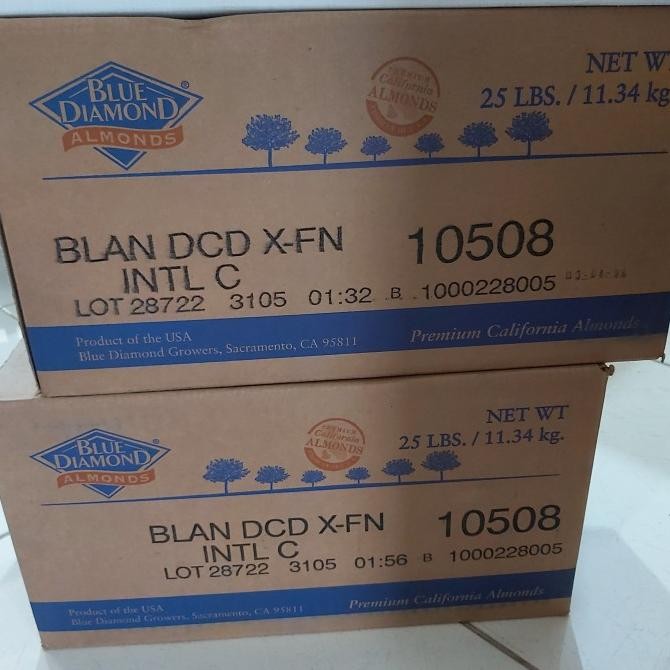 BLUE
DIAMOND
ALMONDS
PREMIUM
California
ALMONDS
NET WT
25 LBS. / 11.34 kg
BLAN DCD X-FN 10508
INTL C
LOT 28722 3105 01:32 B 1000228005
Product of the USA
Blue Diamond Growers, Sacramento, CA 95811
Premium California Almonds
BLUE
DIAMOND
ALMONDS
PREMIUM
California
ALMONDS
NET WT
25 LBS. / 11.34 kg.
BLAN DCD X-FN 10508
INTL C
LOT 28722 3105 01:56 B 1000228005
Product of the USA
Blue Diamond Growers, Sacramento, CA 95811
Premium California Almonds